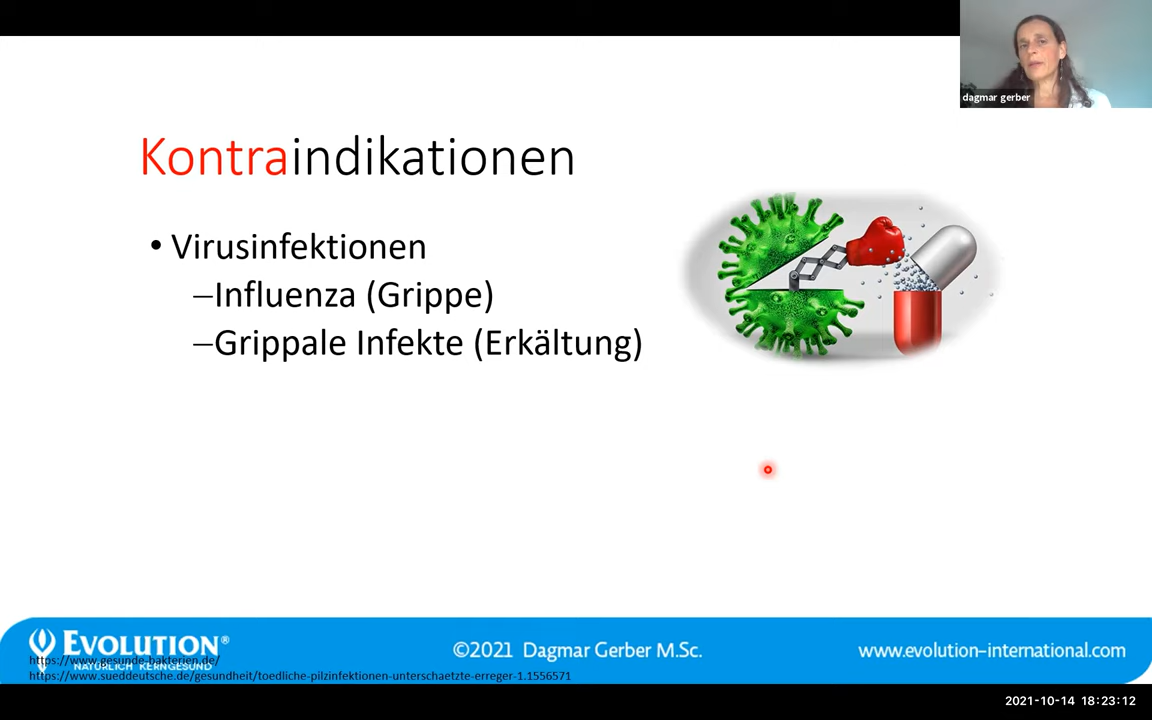 dagmar gerber
Kontraindikationen
• Virusinfektionen
–Influenza (Grippe)
–Grippale Infekte (Erkältung)
EVOLUTION®
NATÜRLICH KERNGESUND
©2021 Dagmar Gerber M.Sc.
www.evolution-international.com
https://www.gesunde-bakterien.de/
https://www.sueddeutsche.de/gesundheit/toedliche-pilzinfektionen-unterschaetzte-erreger-1.1556571
2021-10-14 18:23:12